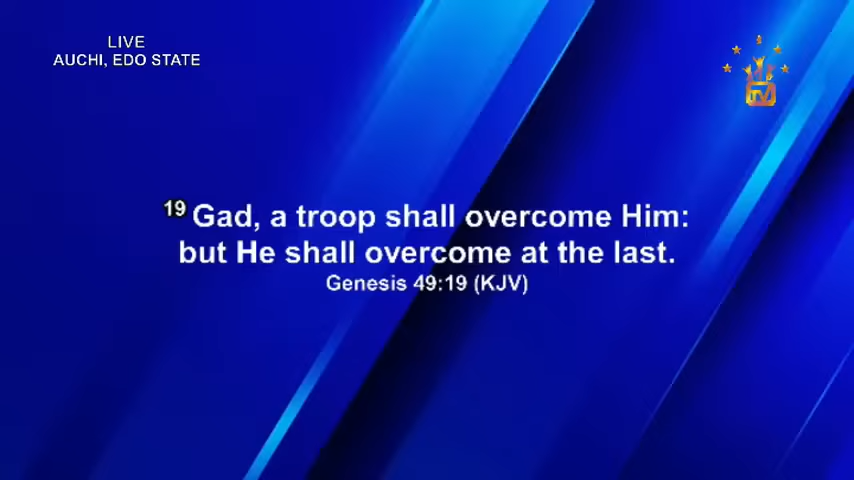 LIVE
AUCHI, EDO STATE
TV
19 Gad, a troop shall overcome Him:
but He shall overcome at the last.
Genesis 49:19 (KJV)